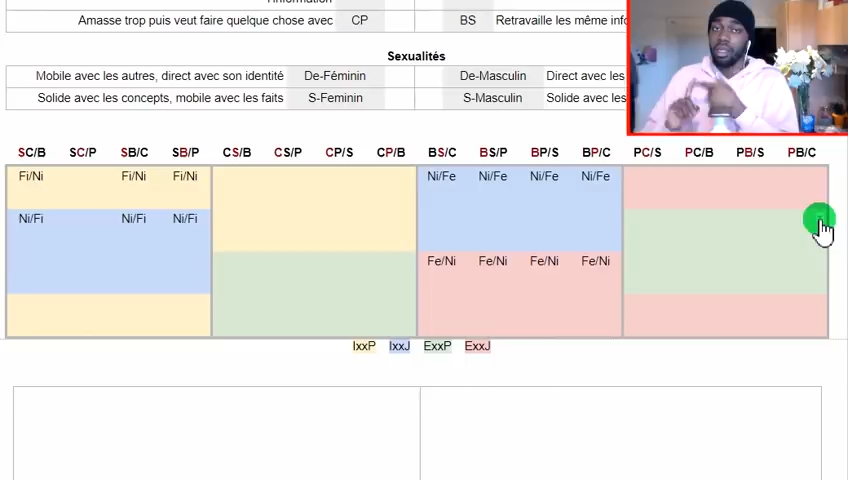 l'information
Amasse trop puis veut faire quelque chose avec CP BS Retravaille les même info
Sexualités
Mobile avec les autres, direct avec son identité De-Féminin De-Masculin Direct avec les
Solide avec les concepts, mobile avec les faits S-Feminin S-Masculin Solide avec les
SC/B SC/P SB/C SB/P CS/B CS/P CP/S CP/B BS/C BS/P BP/S BP/C PC/S PC/B PB/S PB/C
Fi/Ni Fi/Ni Fi/Ni Ni/Fe Ni/Fe Ni/Fe Ni/Fe
Ni/Fi Ni/Fi Ni/Fi
Fe/Ni Fe/Ni Fe/Ni Fe/Ni
IxxP IxxJ ExxP ExxJ